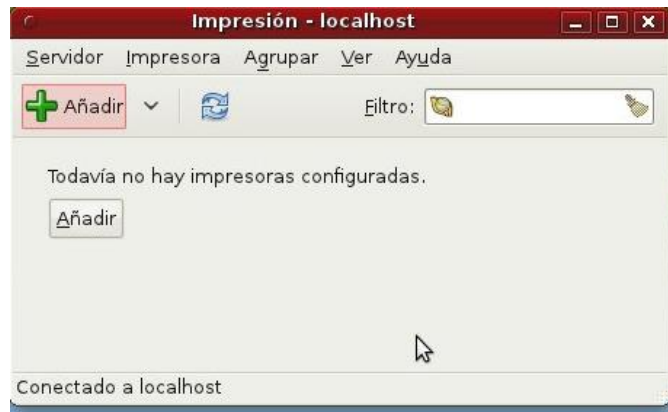 Impresión - localhost
Servidor Impresora Agrupar Ver Ayuda
Añadir Filtro:
Todavía no hay impresoras configuradas.
Añadir
Conectado a localhost